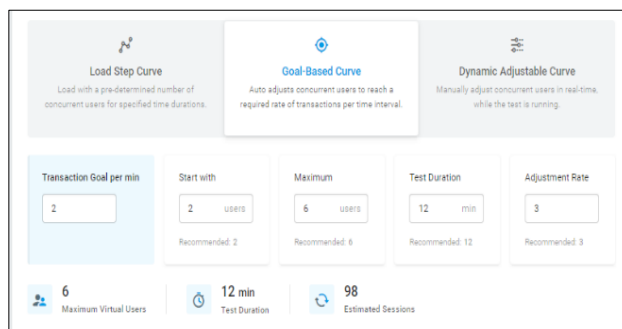 Load Step Curve
Load with a pre-determined number of
concurrent users for specified time durations.
Goal-Based Curve
Auto adjusts concurrent users to reach a
required rate of transactions per time interval.
Dynamic Adjustable Curve
Manually adjust concurrent users in real-time,
while the test is running.
Transaction Goal per min
2
Start with
2 users
Recommended: 2
Maximum
6 users
Recommended: 6
Test Duration
12 min
Recommended: 12
Adjustment Rate
3
Recommended: 3
6
Maximum Virtual Users
12 min
Test Duration
98
Estimated Sessions